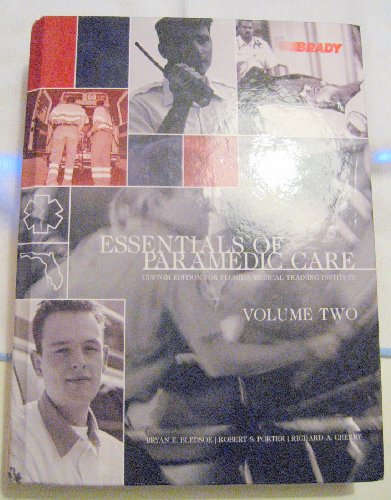 BRADY
ESSENTIALS OF
PARAMEDIC CARE
CUSTOM EDITION FOR FLORIDA MEDICAL TRAINING INSTITUTE
VOLUME TWO
BRYAN E. BLEDSOE | ROBERT S. PORTER | RICHARD A. CHERRY